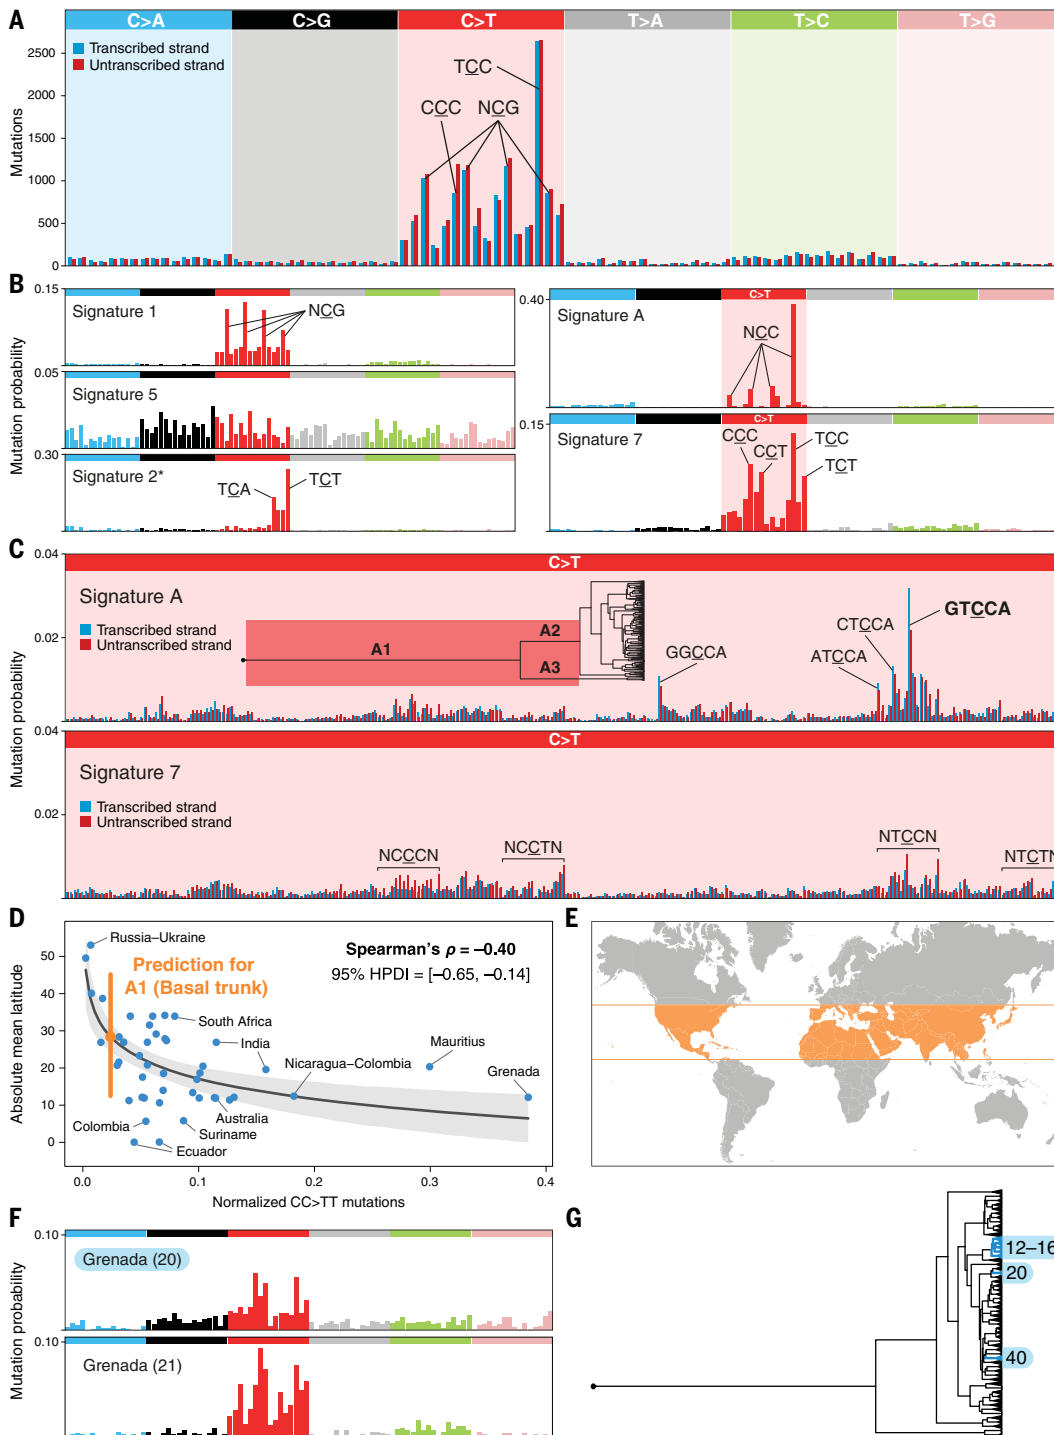 A
C>A
C>G
C>T
T>A
T>C
T>G
Transcribed strand
Untranscribed strand
TCC
CCC
NCG
Mutations
2500
2000
1500
1000
500
0
B
0.15
Signature 1
NCG
0.05
Signature 5
0.30
Signature 2*
TCA
TCT
Mutation probability
0.40
C>T
Signature A
NCC
0.15
C>T
Signature 7
CCC
CCT
TCC
TCT
C
0.04
C>T
Signature A
Transcribed strand
Untranscribed strand
A1
A2
A3
GGCCA
ATCCA
CTCCA
GTCCA
0.02
Mutation probability
0.04
C>T
Signature 7
Transcribed strand
Untranscribed strand
0.02
NCCCN
NCCTN
NTCCN
NTCTN
D
Russia–Ukraine
Prediction for
A1 (Basal trunk)
Spearman's ρ = –0.40
95% HPDI = [–0.65, –0.14]
South Africa
India
Nicaragua–Colombia
Mauritius
Grenada
Australia
Suriname
Colombia
Ecuador
Absolute mean latitude
50
40
30
20
10
0
0.0
0.1
0.2
0.3
0.4
Normalized CC>TT mutations
E
F
0.10
Grenada (20)
0.10
Grenada (21)
Mutation probability
G
12–16
20
40